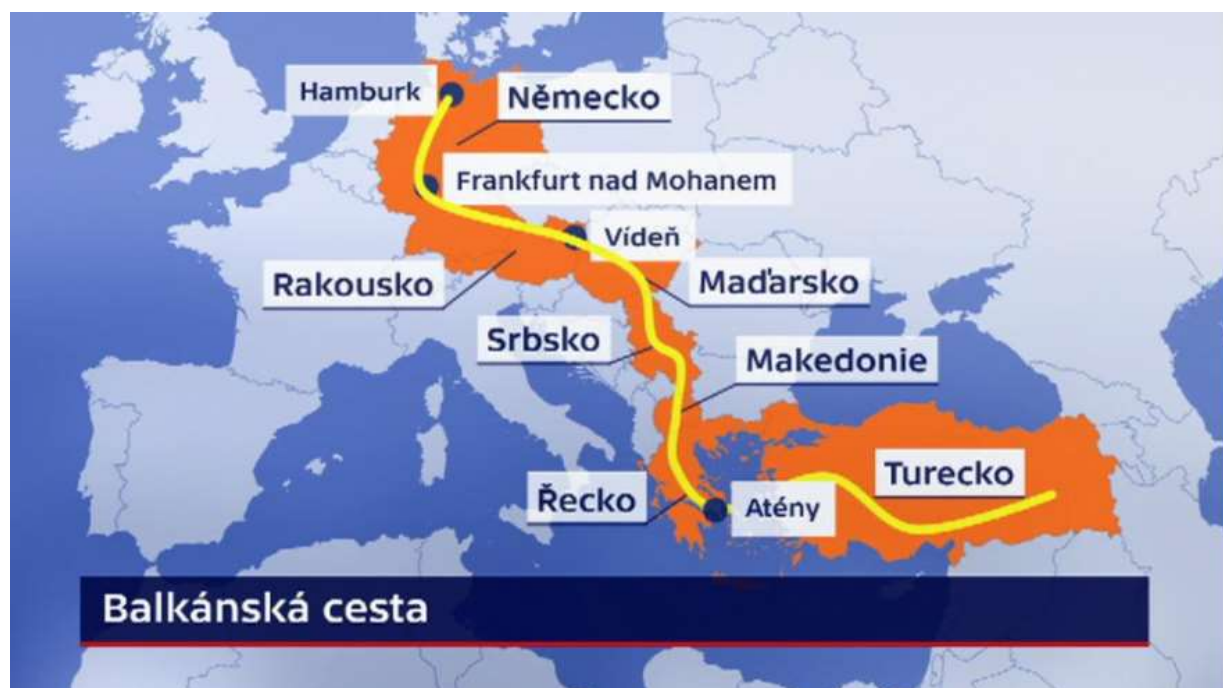 Hamburk
Německo
Frankfurt nad Mohanem
Vídeň
Rakousko
Maďarsko
Srbsko
Makedonie
Turecko
Řecko
Atény
Balkánská cesta